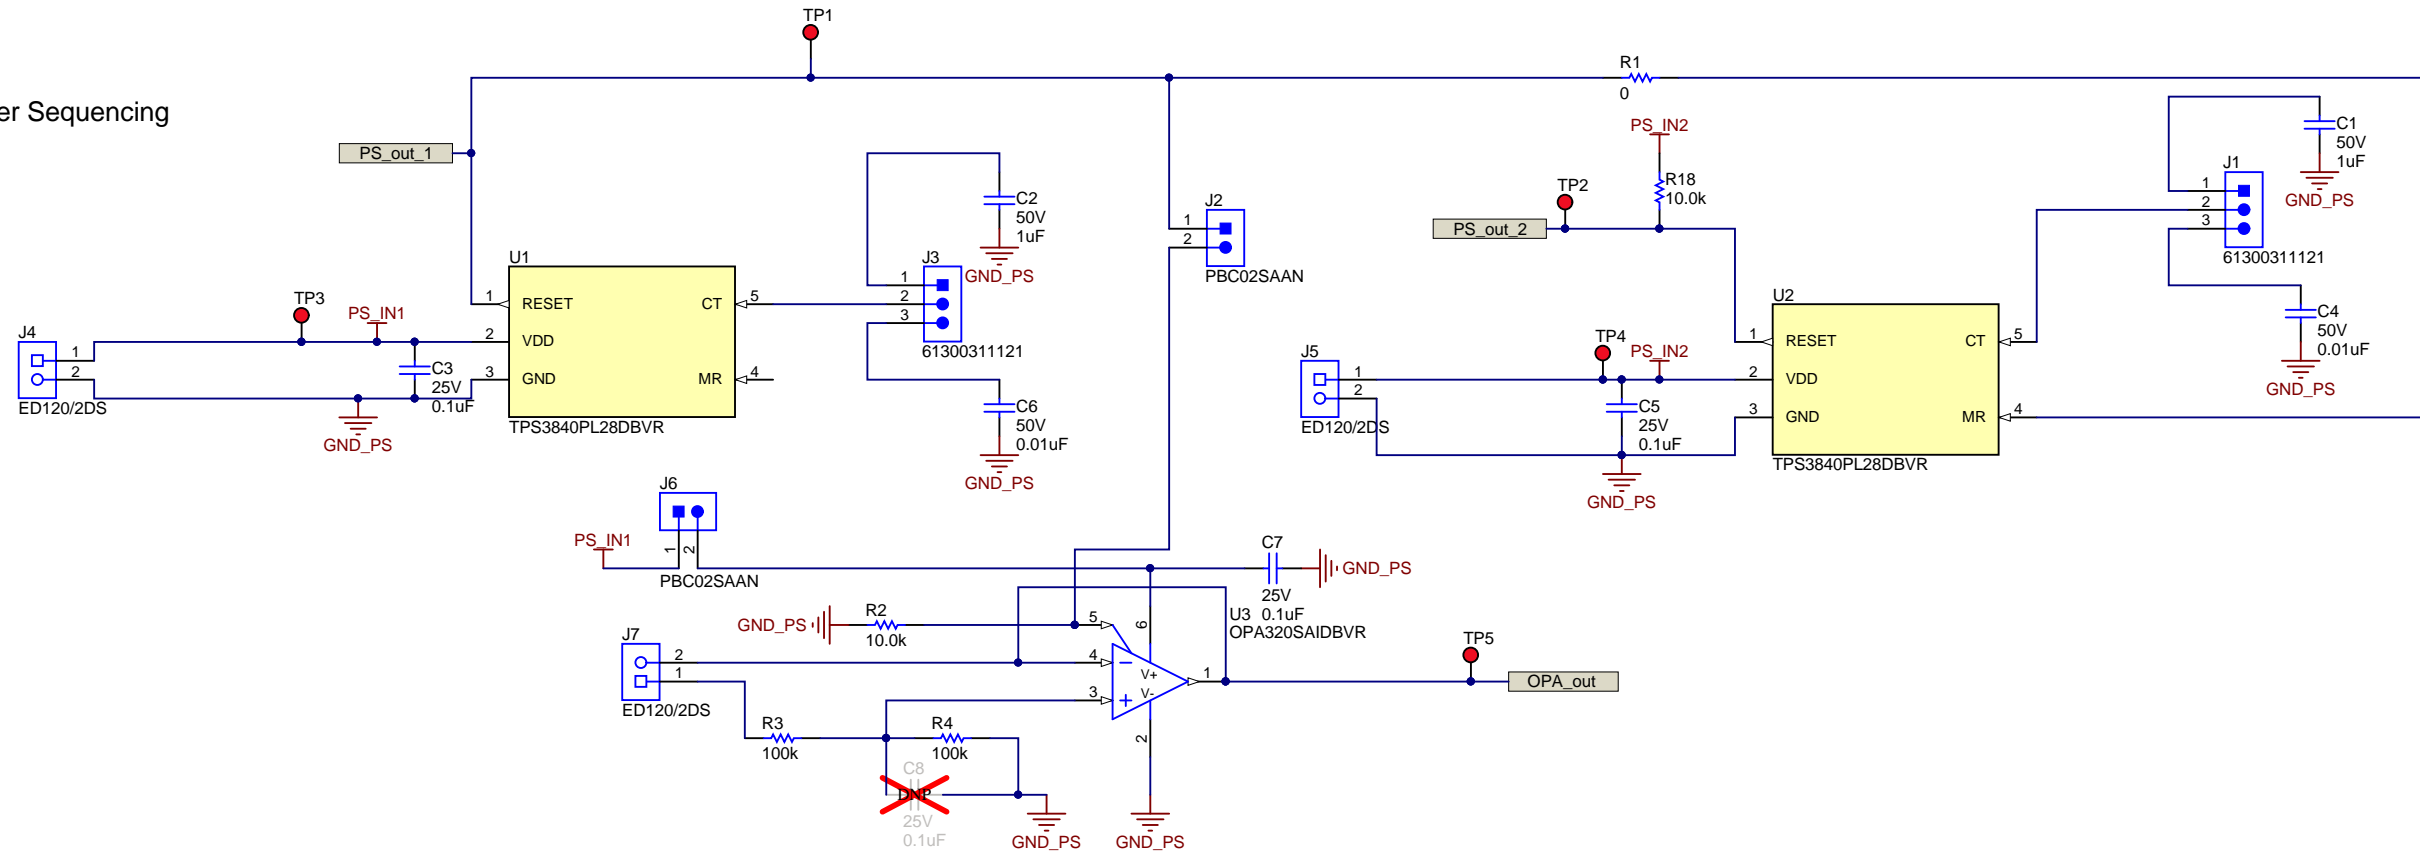 TP1
R1
0
er Sequencing
PS_out_1
PS_IN2
R18
10.0k
TP2
PS_out_2
C1
50V
1uF
GND_PS
J1
1
2
3
61300311121
C2
50V
1uF
GND_PS
J2
1
2
PBC02SAAN
U1
1
RESET
CT
5
2
VDD
3
GND
MR
4
TPS3840PL28DBVR
J3
1
2
3
61300311121
TP3
PS_IN1
J4
1
2
ED120/2DS
C3
25V
0.1uF
GND_PS
C6
50V
0.01uF
GND_PS
U2
1
RESET
CT
5
2
VDD
3
GND
MR
4
TPS3840PL28DBVR
C4
50V
0.01uF
GND_PS
TP4
PS_IN2
J5
1
2
ED120/2DS
C5
25V
0.1uF
GND_PS
J6
PS_IN1
1
2
PBC02SAAN
C7
GND_PS
25V
0.1uF
U3
OPA320SAIDBVR
GND_PS
R2
10.0k
5
6
J7
2
1
ED120/2DS
4
3
V+
V-
1
2
TP5
OPA_out
R3
100k
R4
100k
C8
DNP
25V
0.1uF
GND_PS
GND_PS